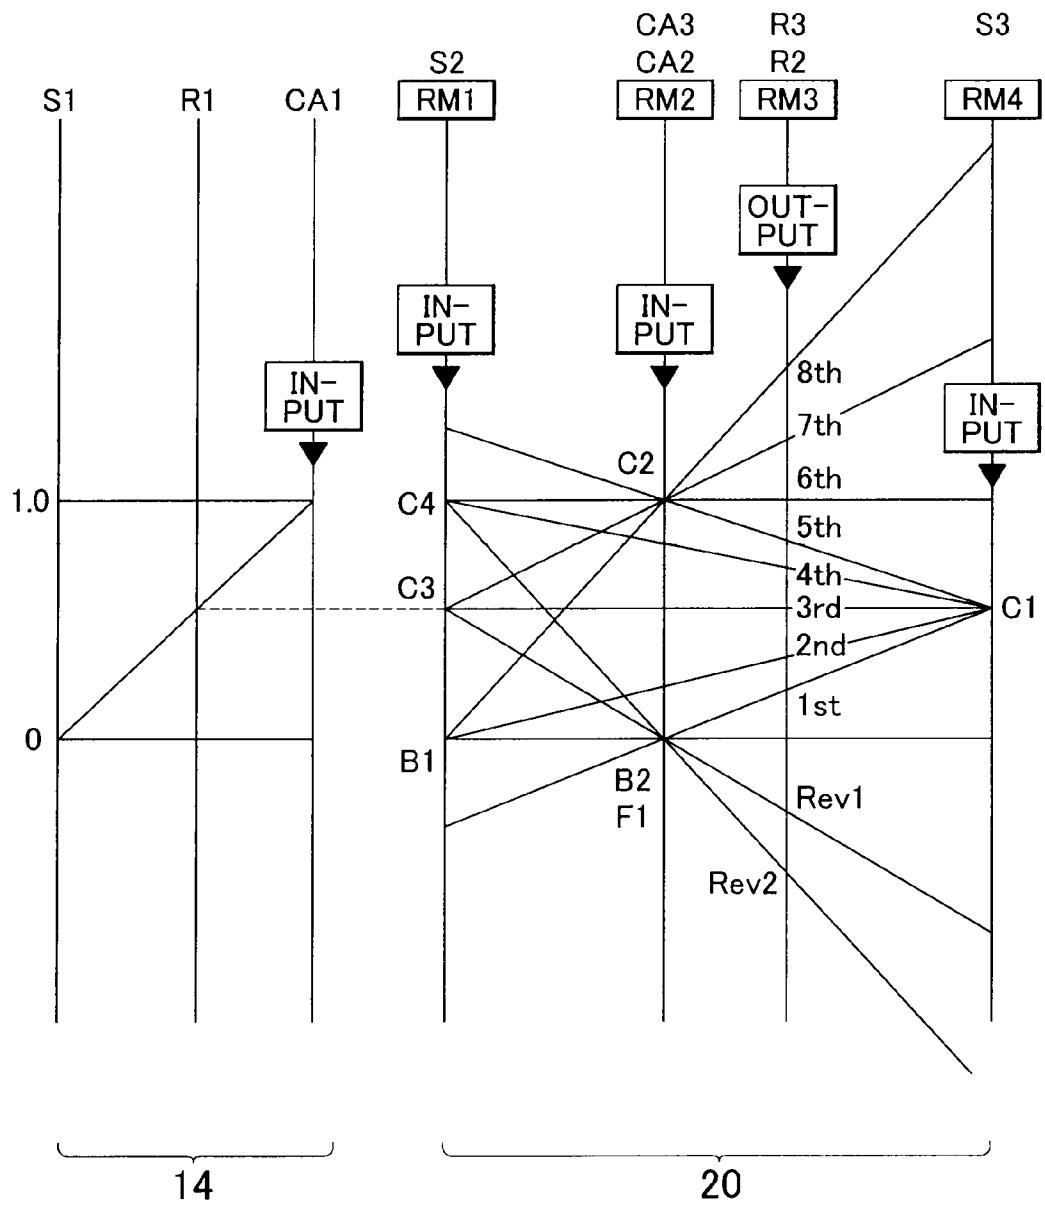 CA3 R3 S3
S2 CA2 R2
S1 R1 CA1 RM1 RM2 RM3 RM4
OUT-
PUT
IN-
PUT
IN-
PUT
IN-
PUT
IN-
PUT
8th
7th
C2
6th
1.0
C4
5th
4th
C3
3rd
C1
2nd
1st
0
B1
B2
F1
Rev1
Rev2
14
20